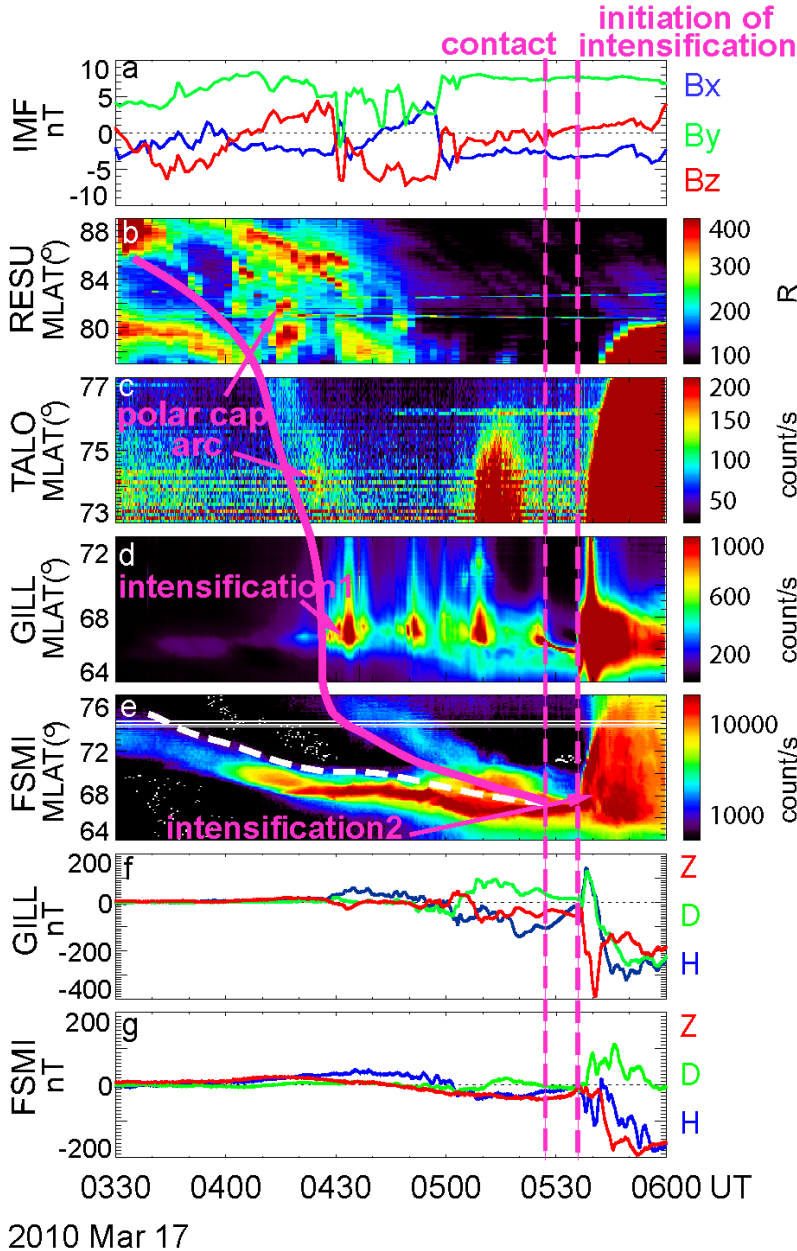 initiation of
contact intensification
a
IMF
nT
10
5
0
-5
-10
Bx
By
Bz
b
RESU
MLAT(º)
88
84
80
400
300
200
100
R
polar cap
arc
c
TALO
MLAT(º)
77
75
73
200
150
100
50
count/s
d
GILL
MLAT(º)
72
68
64
intensification1
1000
800
600
400
200
count/s
e
FSMI
MLAT(º)
76
72
68
64
intensification2
10000
1000
count/s
f
GILL
nT
200
0
-200
-400
Z
D
H
g
FSMI
nT
200
0
-200
Z
D
H
0330 0400 0430 0500 0530 0600 UT
2010 Mar 17